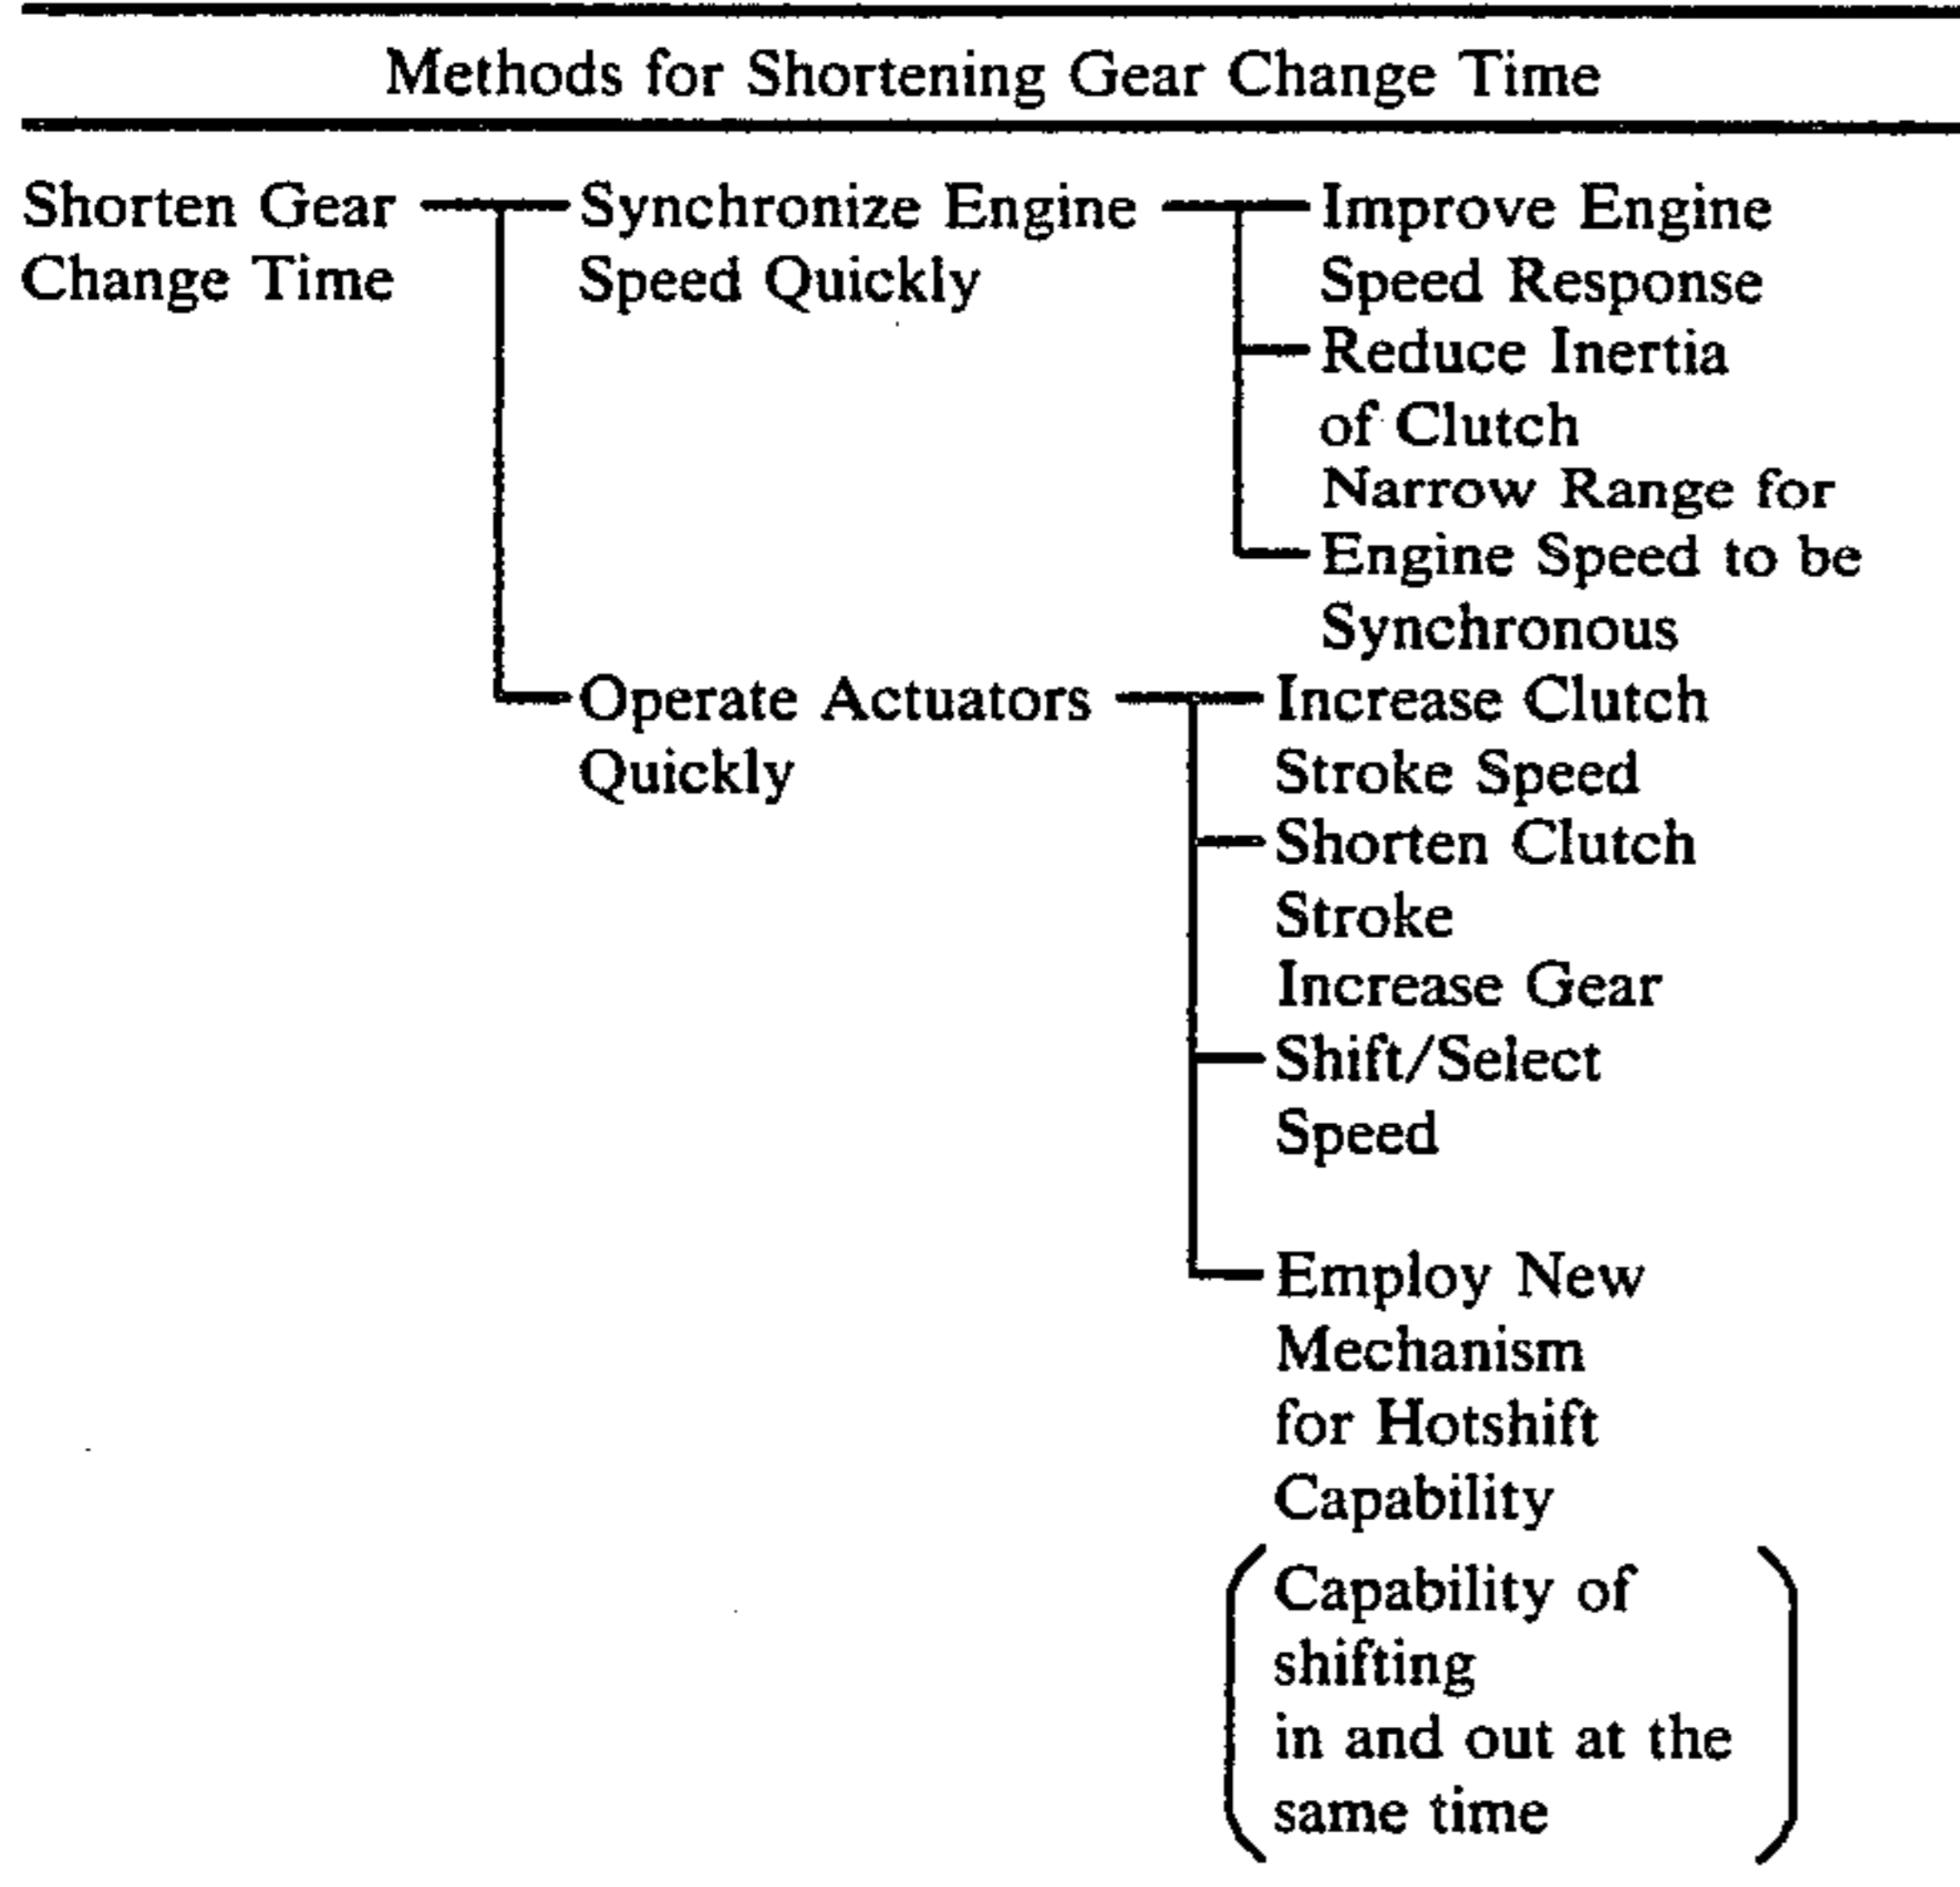 Methods for Shortening Gear Change Time
Shorten Gear
Change Time
Synchronize Engine
Speed Quickly
Improve Engine
Speed Response
Reduce Inertia
of Clutch
Narrow Range for
Engine Speed to be
Synchronous
Operate Actuators
Quickly
Increase Clutch
Stroke Speed
Shorten Clutch
Stroke
Increase Gear
Shift/Select
Speed
Employ New
Mechanism
for Hotshift
Capability
Capability of
shifting
in and out at the
same time